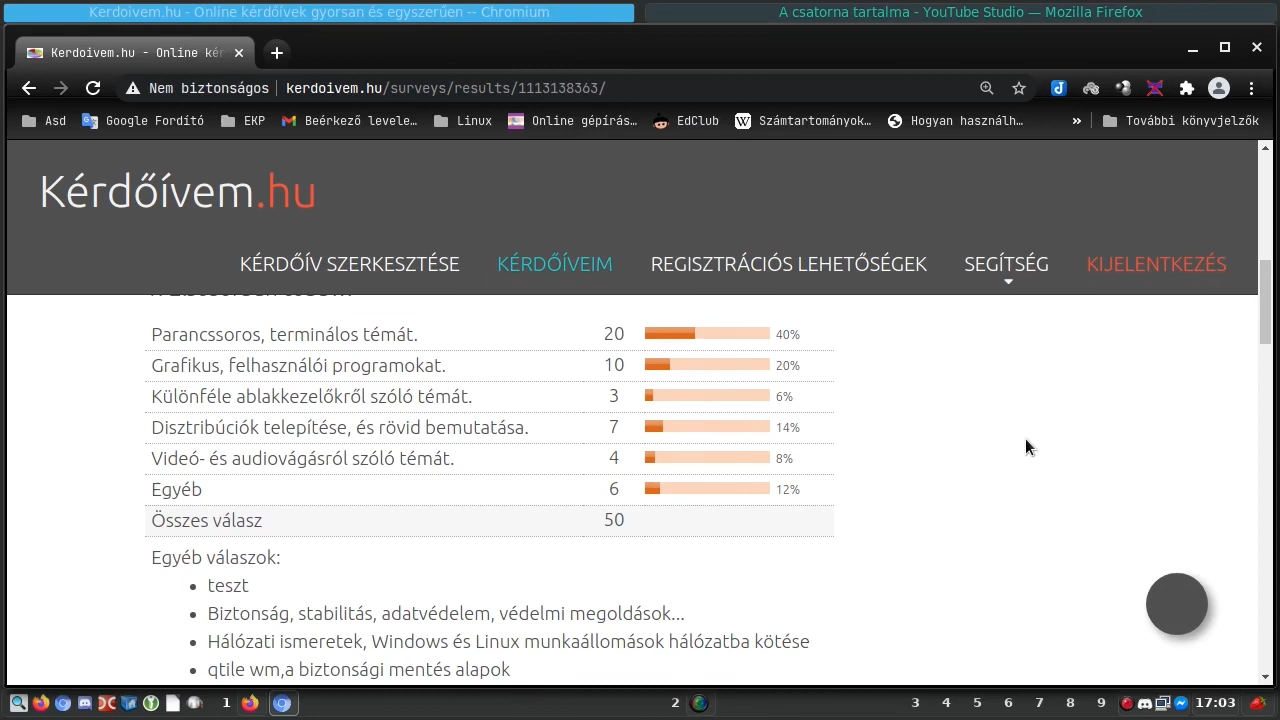 Kerdoivem.hu - Online kérdőívek gyorsan és egyszerűen -- Chromium
A csatorna tartalma - YouTube Studio — Mozilla Firefox
Kerdoivem.hu - Online kér
Nem biztonságos
kerdoivem.hu/surveys/results/1113138363/
Asd
Google Fordító
EKP
Beérkező levele…
Linux
Online gépírás…
EdClub
Számtartományok…
Hogyan használh…
»
További könyvjelzők
Kérdőívem.hu
KÉRDŐÍV SZERKESZTÉSE
KÉRDŐÍVEIM
REGISZTRÁCIÓS LEHETŐSÉGEK
SEGÍTSÉG
KIJELENTKEZÉS
Parancssoros, terminálos témát. 20 40%
Grafikus, felhasználói programokat. 10 20%
Különféle ablakkezelőkről szóló témát. 3 6%
Disztribúciók telepítése, és rövid bemutatása. 7 14%
Videó- és audiovágásról szóló témát. 4 8%
Egyéb 6 12%
Összes válasz 50
Egyéb válaszok:
• teszt
• Biztonság, stabilitás, adatvédelem, védelmi megoldások...
• Hálózati ismeretek, Windows és Linux munkaállomások hálózatba kötése
• qtile wm,a biztonsági mentés alapok
1 2 3 4 5 6 7 8 9 17:03